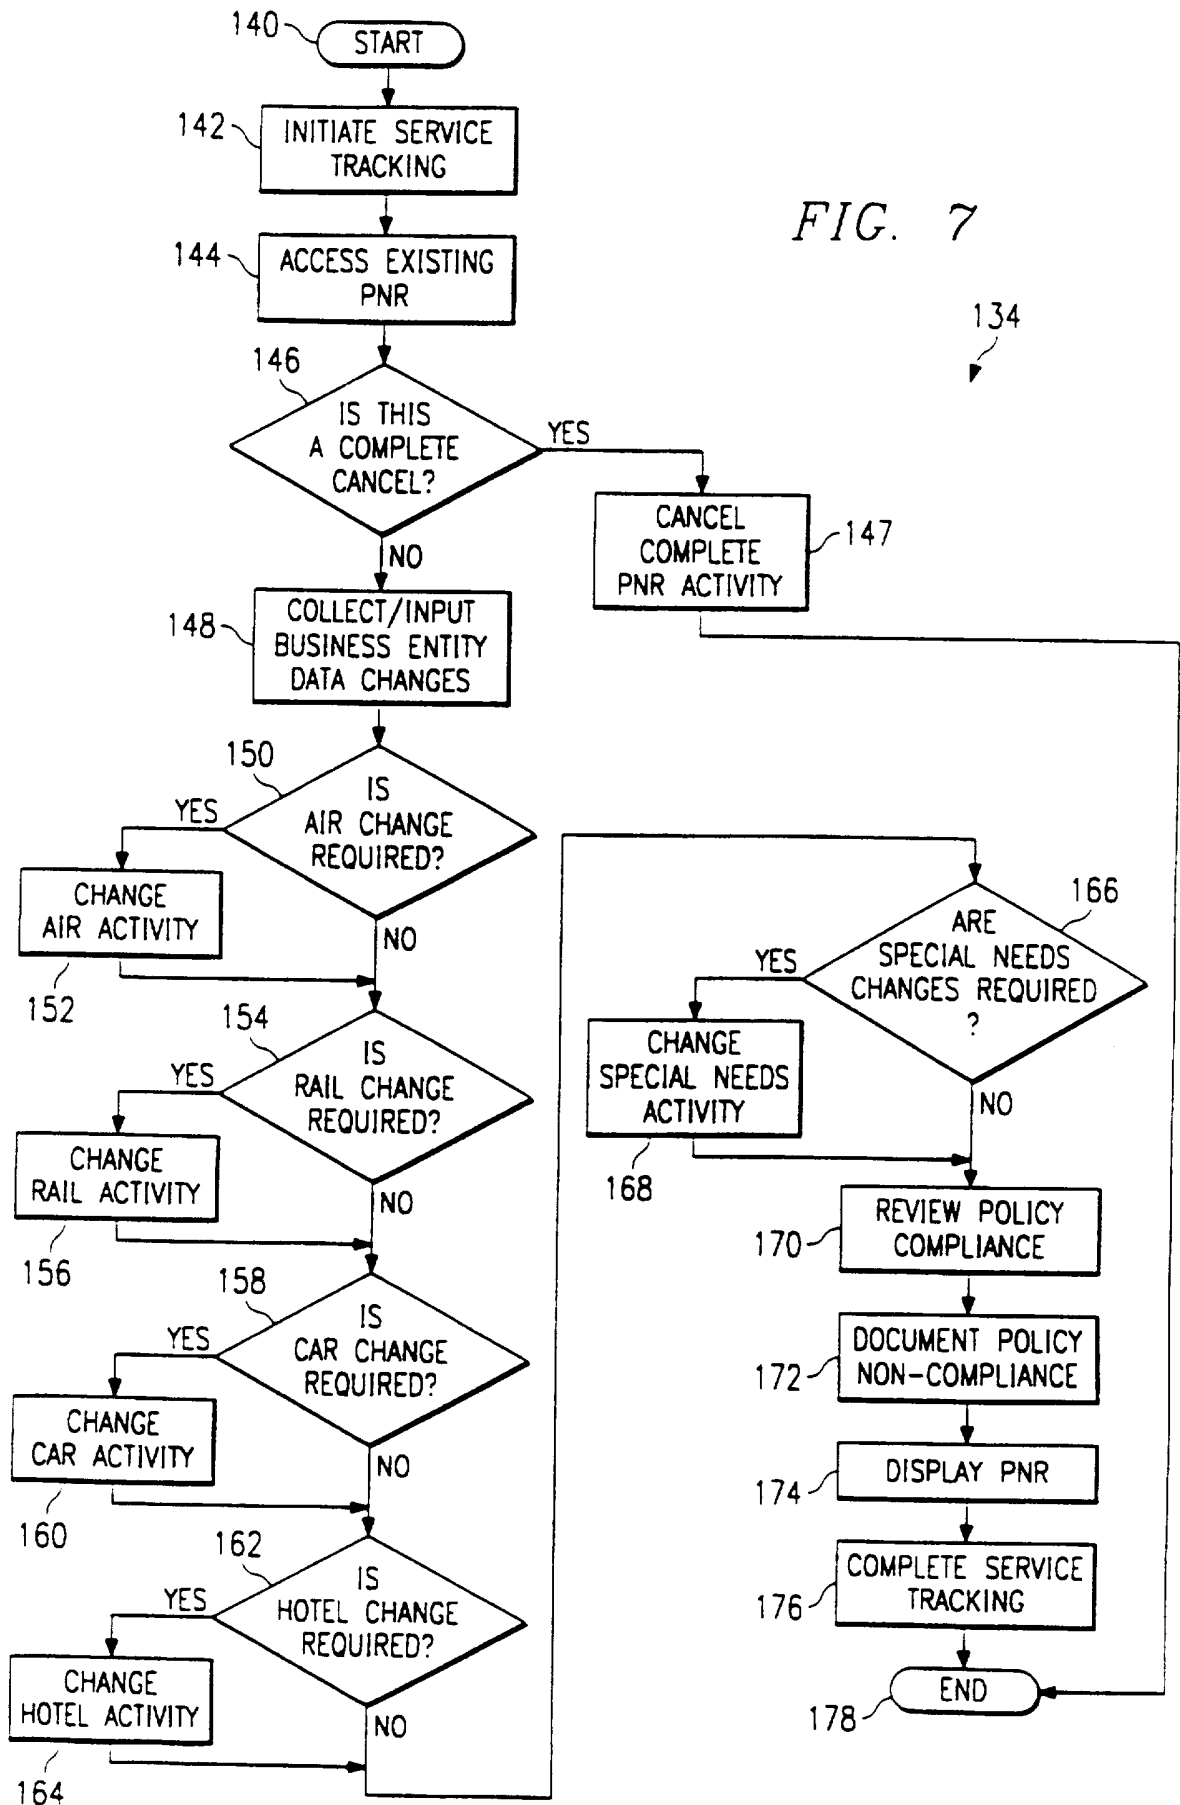 140
START
142
INITIATE SERVICE
TRACKING
FIG. 7
144
ACCESS EXISTING
PNR
134
146
IS THIS
A COMPLETE
CANCEL?
YES
NO
CANCEL
COMPLETE
PNR ACTIVITY
147
148
COLLECT/INPUT
BUSINESS ENTITY
DATA CHANGES
150
IS
AIR CHANGE
REQUIRED?
YES
NO
CHANGE
AIR ACTIVITY
152
154
IS
RAIL CHANGE
REQUIRED?
YES
NO
CHANGE
RAIL ACTIVITY
156
158
IS
CAR CHANGE
REQUIRED?
YES
NO
CHANGE
CAR ACTIVITY
160
162
IS
HOTEL CHANGE
REQUIRED?
YES
NO
CHANGE
HOTEL ACTIVITY
164
166
ARE
SPECIAL NEEDS
CHANGES REQUIRED
?
YES
NO
CHANGE
SPECIAL NEEDS
ACTIVITY
168
170
REVIEW POLICY
COMPLIANCE
172
DOCUMENT POLICY
NON-COMPLIANCE
174
DISPLAY PNR
176
COMPLETE SERVICE
TRACKING
178
END